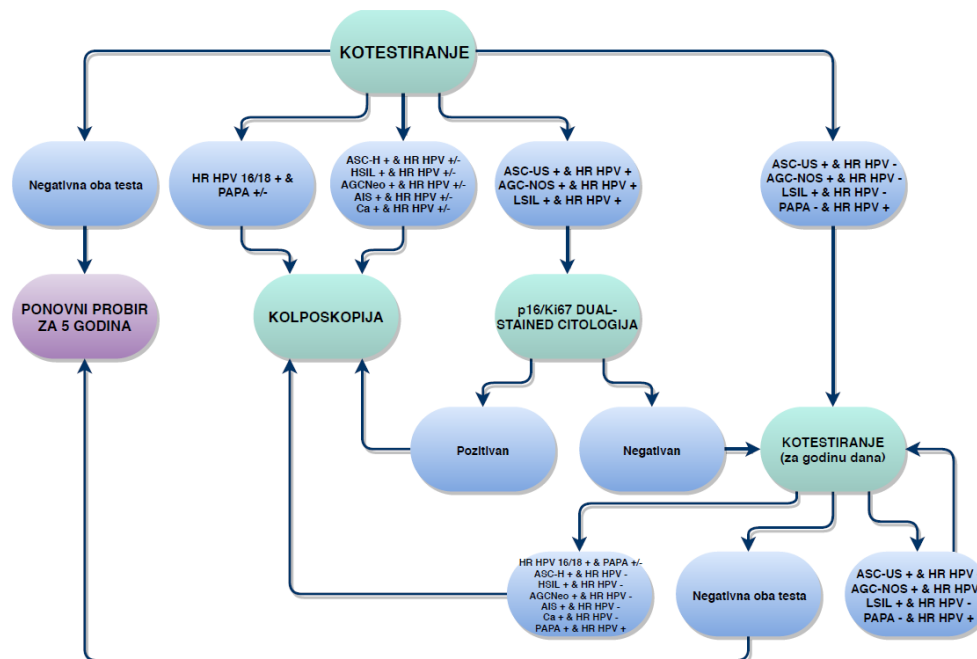 KOTESTIRANJE
Negativna oba testa
HR HPV 16/18 + &
PAPA +/-
ASC-H + & HR HPV +/-
HSIL + & HR HPV +/-
AGCNeo + & HR HPV +/-
AIS + & HR HPV +/-
Ca + & HR HPV +/-
ASC-US + & HR HPV +
AGC-NOS + & HR HPV +
LSIL + & HR HPV +
ASC-US + & HR HPV -
AGC-NOS + & HR HPV -
LSIL + & HR HPV -
PAPA - & HR HPV +
PONOVNI PROBIR
ZA 5 GODINA
KOLPOSKOPIJA
p16/Ki67 DUAL-
STAINED CITOLOGIJA
Pozitivan
Negativan
KOTESTIRANJE
(za godinu dana)
HR HPV 16/18 + & PAPA +/-
ASC-H + & HR HPV -
HSIL + & HR HPV -
AGCNeo + & HR HPV -
AIS + & HR HPV -
Ca + & HR HPV -
PAPA + & HR HPV +
Negativna oba testa
ASC-US + & HR HPV
AGC-NOS + & HR HPV
LSIL + & HR HPV -
PAPA - & HR HPV +